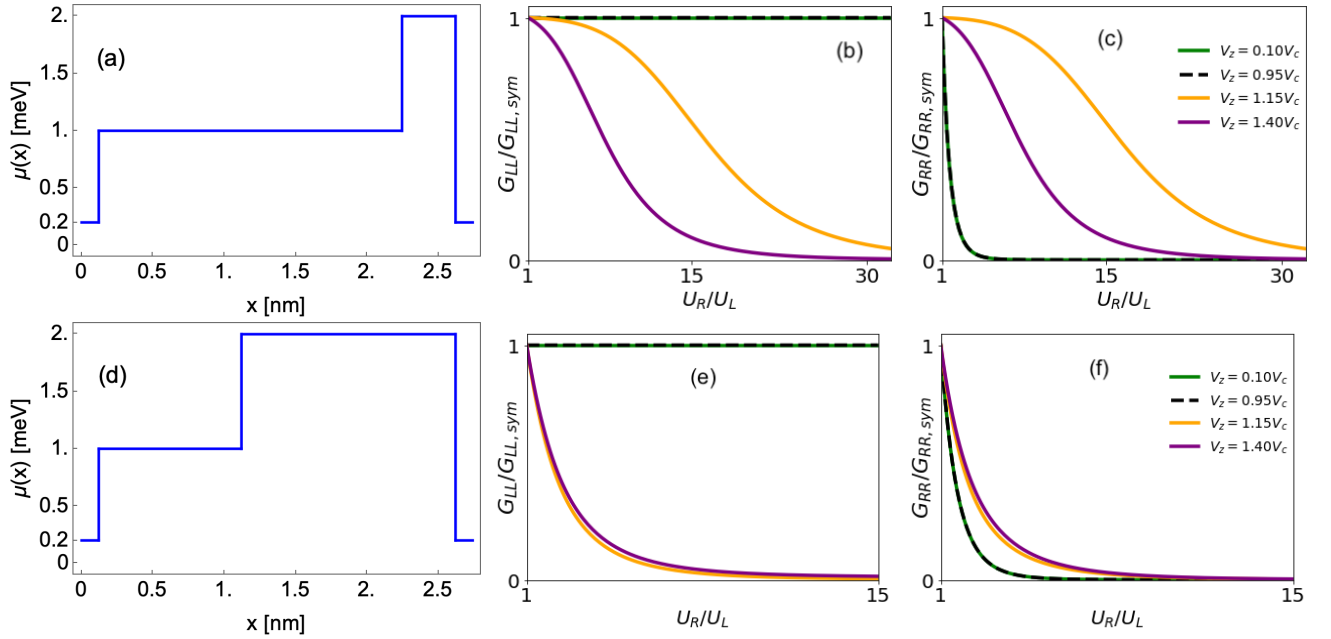 (a)
μ(x) [meV]
2.
1.
0.5
0.2
0
0 0.5 1. 1.5 2. 2.5
x [nm]
(b)
G_LL/G_LL, sym
1
0
1 15 30
U_R/U_L
(c)
G_RR/G_RR, sym
1
0
1 15 30
U_R/U_L
V_z = 0.10V_c
V_z = 0.95V_c
V_z = 1.15V_c
V_z = 1.40V_c
(d)
μ(x) [meV]
2.
1.
0.5
0.2
0
0 0.5 1. 1.5 2. 2.5
x [nm]
(e)
G_LL/G_LL, sym
1
0
1 15
U_R/U_L
(f)
G_RR/G_RR, sym
1
0
1 15
U_R/U_L
V_z = 0.10V_c
V_z = 0.95V_c
V_z = 1.15V_c
V_z = 1.40V_c